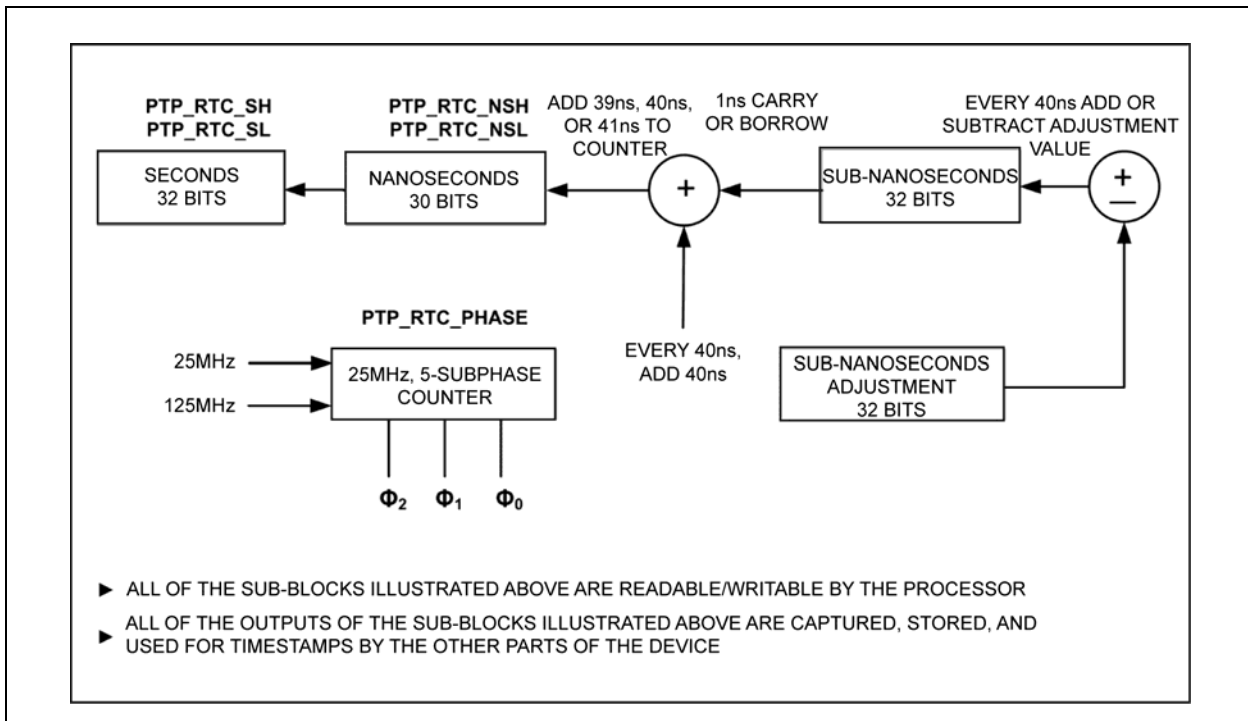 PTP_RTC_SH
PTP_RTC_SL
SECONDS
32 BITS
PTP_RTC_NSH
PTP_RTC_NSL
NANOSECONDS
30 BITS
ADD 39ns, 40ns,
OR 41ns TO
COUNTER
+
1ns CARRY
OR BORROW
SUB-NANOSECONDS
32 BITS
EVERY 40ns ADD OR
SUBTRACT ADJUSTMENT
VALUE
+
−
PTP_RTC_PHASE
25MHz
125MHz
25MHz, 5-SUBPHASE
COUNTER
Φ2 Φ1 Φ0
EVERY 40ns,
ADD 40ns
SUB-NANOSECONDS
ADJUSTMENT
32 BITS
► ALL OF THE SUB-BLOCKS ILLUSTRATED ABOVE ARE READABLE/WRITABLE BY THE PROCESSOR
► ALL OF THE OUTPUTS OF THE SUB-BLOCKS ILLUSTRATED ABOVE ARE CAPTURED, STORED, AND
USED FOR TIMESTAMPS BY THE OTHER PARTS OF THE DEVICE